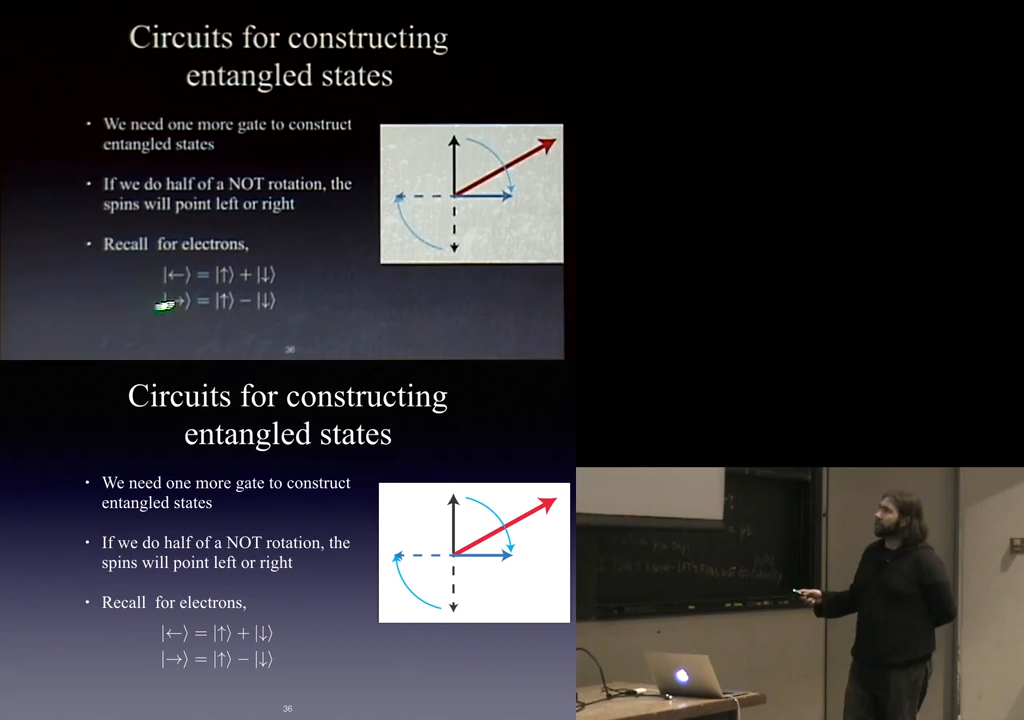 Circuits for constructing
entangled states
• We need one more gate to construct
entangled states
• If we do half of a NOT rotation, the
spins will point left or right
• Recall for electrons,
|←⟩ = |↑⟩ + |↓⟩
|→⟩ = |↑⟩ − |↓⟩
36
Circuits for constructing
entangled states
• We need one more gate to construct
entangled states
• If we do half of a NOT rotation, the
spins will point left or right
• Recall for electrons,
|←⟩ = |↑⟩ + |↓⟩
|→⟩ = |↑⟩ − |↓⟩
36